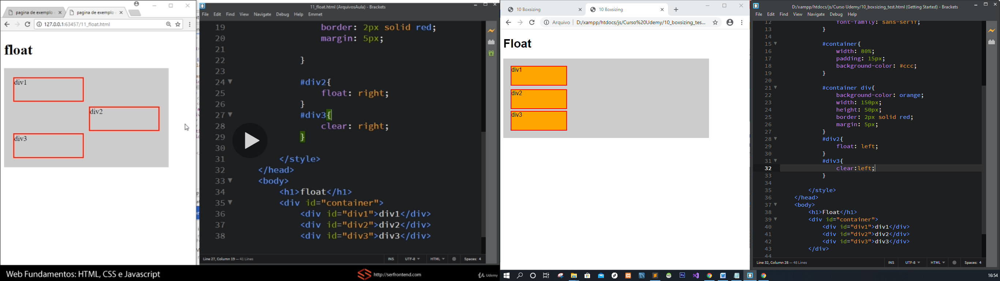 pagina de exemplo
pagina de exemplo
127.0.0.1:63457/11_float.html
float
div1
div2
div3
11_float.html (ArquivosAula) - Brackets
File Edit Find View Navigate Debug Help Emmet
19 border: 2px solid red;
20 margin: 5px;
21
22 }
23
24 #div2{
25 float: right;
26 }
27 #div3{
28 clear: right;
29 }
30
31 </style>
32 </head>
33 <body>
34 <h1>float</h1>
35 <div id="container">
36 <div id="div1">div1</div>
37 <div id="div2">div2</div>
38 <div id="div3">div3</div>
Line 27, Column 19 — 41 Lines
INS UTF-8 HTML Spaces: 4
Web Fundamentos: HTML, CSS e Javascript
http://serfrontend.com
Udemy
10 Boxsizing
10 Boxsizing
Arquivo D:/xampp/htdocs/js/Curso%20Udemy/10_boxsizing_tes...
Float
div1
div2
div3
D:/xampp/htdocs/js/Curso Udemy/10_boxsizing_test.html (Getting Started) - Brackets
File Edit Find View Navigate Debug Help
12 font-family: sans-serif;
13 }
14
15 #container{
16 width: 80%;
17 padding: 15px;
18 background-color: #ccc;
19 }
20
21 #container div{
22 background-color: orange;
23 width: 150px;
24 height: 50px;
25 border: 2px solid red;
26 margin: 5px;
27 }
28 #div2{
29 float: left;
30 }
31 #div3{
32 clear:left;
33 }
34
35 </style>
36 </head>
37 <body>
38 <h1>Float</h1>
39 <div id="container">
40 <div id="div1">div1</div>
41 <div id="div2">div2</div>
42 <div id="div3">div3</div>
43 </div>
44
Line 32, Column 28 — 48 Lines
INS UTF-8 HTML Spaces: 4
16:54